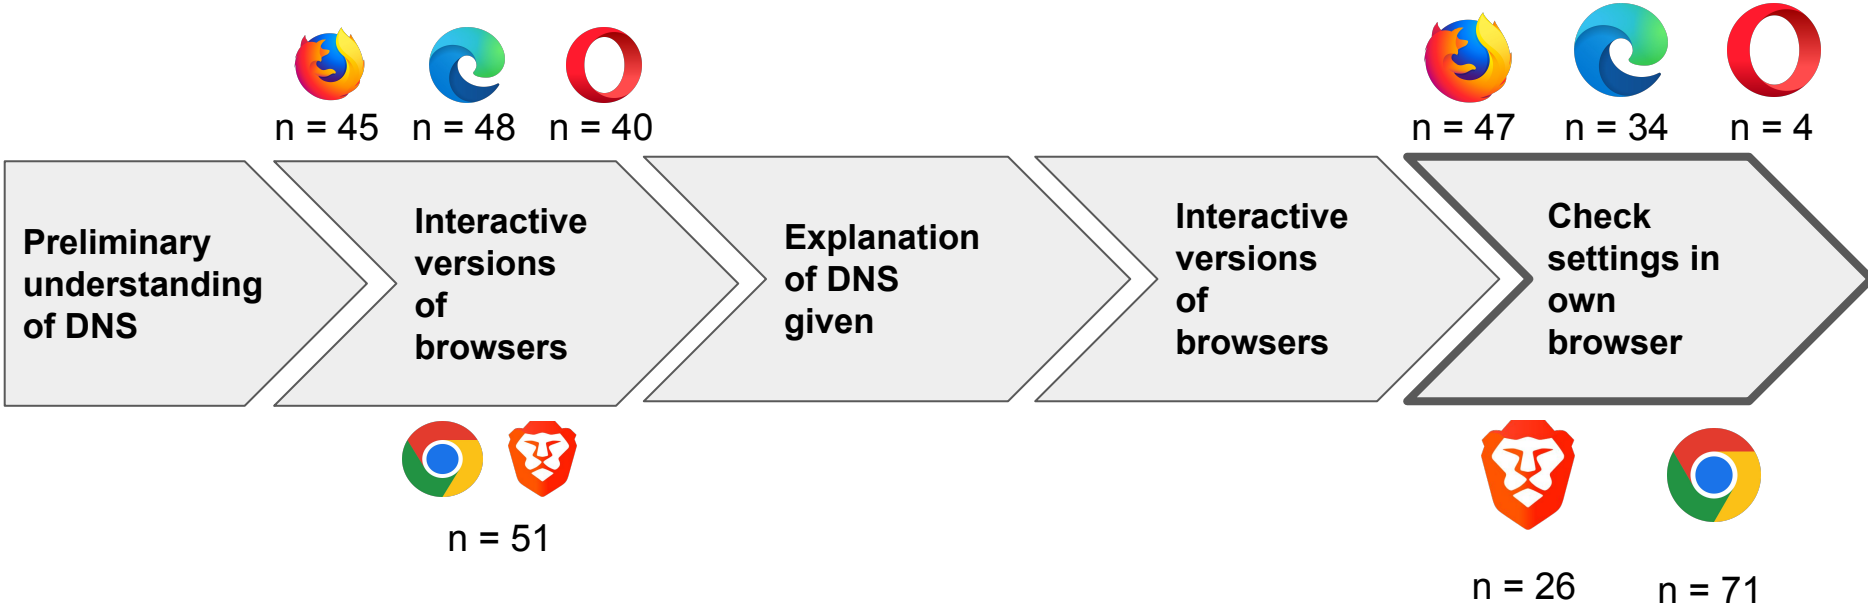 n = 45
n = 48
n = 40
n = 47
n = 34
n = 4
Preliminary
understanding
of DNS
Interactive
versions
of
browsers
Explanation
of DNS
given
Interactive
versions
of
browsers
Check
settings in
own
browser
n = 51
n = 26
n = 71